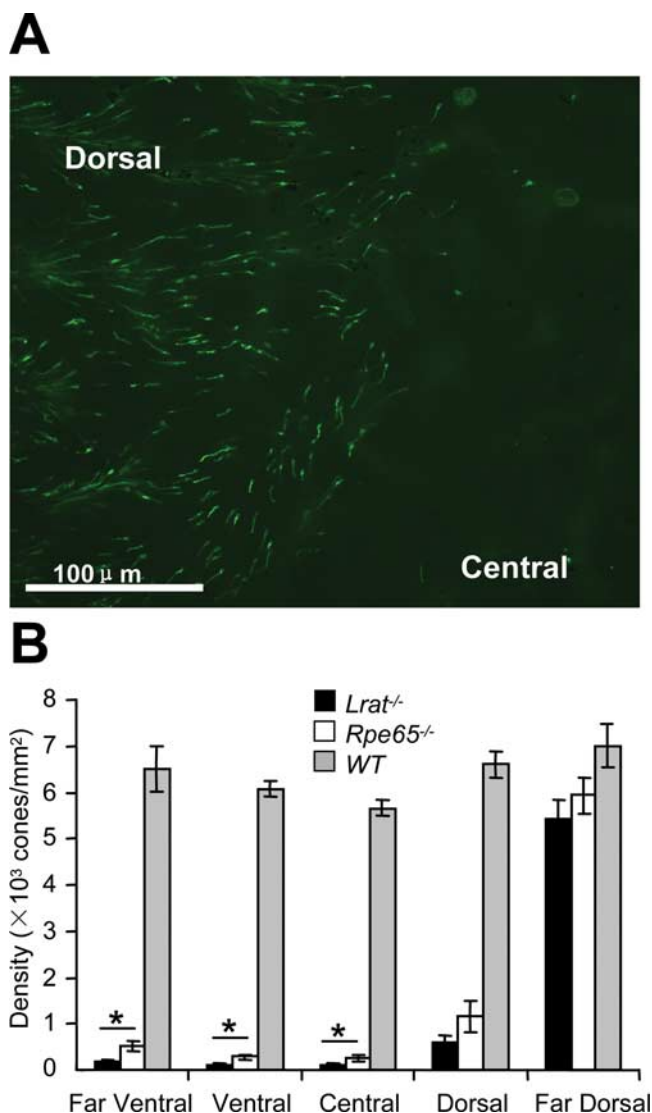 A
Dorsal
100 μm
Central
B
Lrat-/-
Rpe65-/-
WT
Density (×10³ cones/mm²)
8
7
6
5
4
3
2
1
0
*
*
*
Far Ventral
Ventral
Central
Dorsal
Far Dorsal